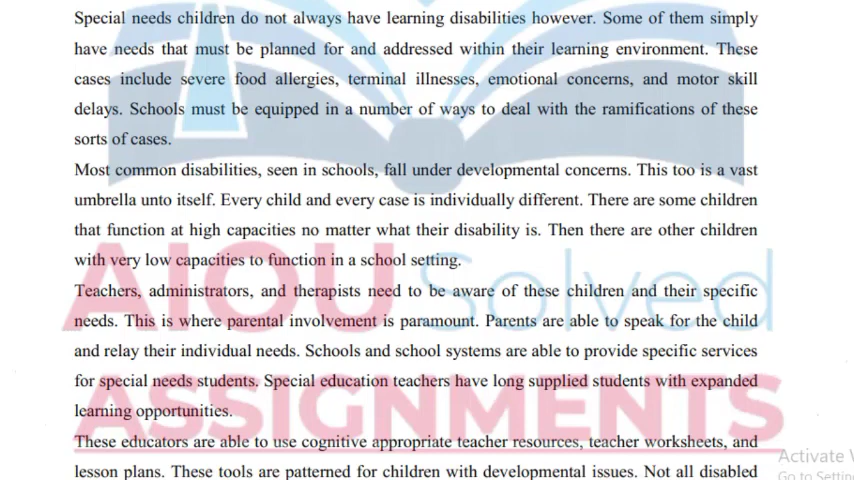 Special needs children do not always have learning disabilities however. Some of them simply
have needs that must be planned for and addressed within their learning environment. These
cases include severe food allergies, terminal illnesses, emotional concerns, and motor skill
delays. Schools must be equipped in a number of ways to deal with the ramifications of these
sorts of cases.
Most common disabilities, seen in schools, fall under developmental concerns. This too is a vast
umbrella unto itself. Every child and every case is individually different. There are some children
that function at high capacities no matter what their disability is. Then there are other children
with very low capacities to function in a school setting.
AIOU Solved
Teachers, administrators, and therapists need to be aware of these children and their specific
needs. This is where parental involvement is paramount. Parents are able to speak for the child
and relay their individual needs. Schools and school systems are able to provide specific services
for special needs students. Special education teachers have long supplied students with expanded
learning opportunities.
ASSIGNMENTS
These educators are able to use cognitive appropriate teacher resources, teacher worksheets, and
lesson plans. These tools are patterned for children with developmental issues. Not all disabled
Activate
Go to Settin